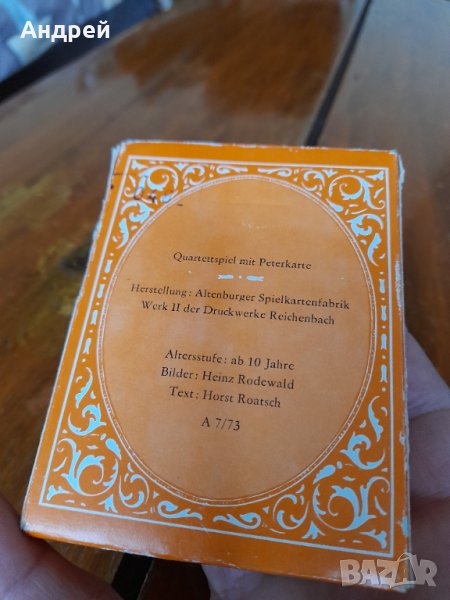 Андрей
Quartettspiel mit Peterkarte
Herstellung: Altenburger Spielkartenfabrik
Werk II der Druckwerke Reichenbach
Altersstufe: ab 10 Jahre
Bilder: Heinz Rodewald
Text: Horst Roatsch
A 7/73
BAZAR